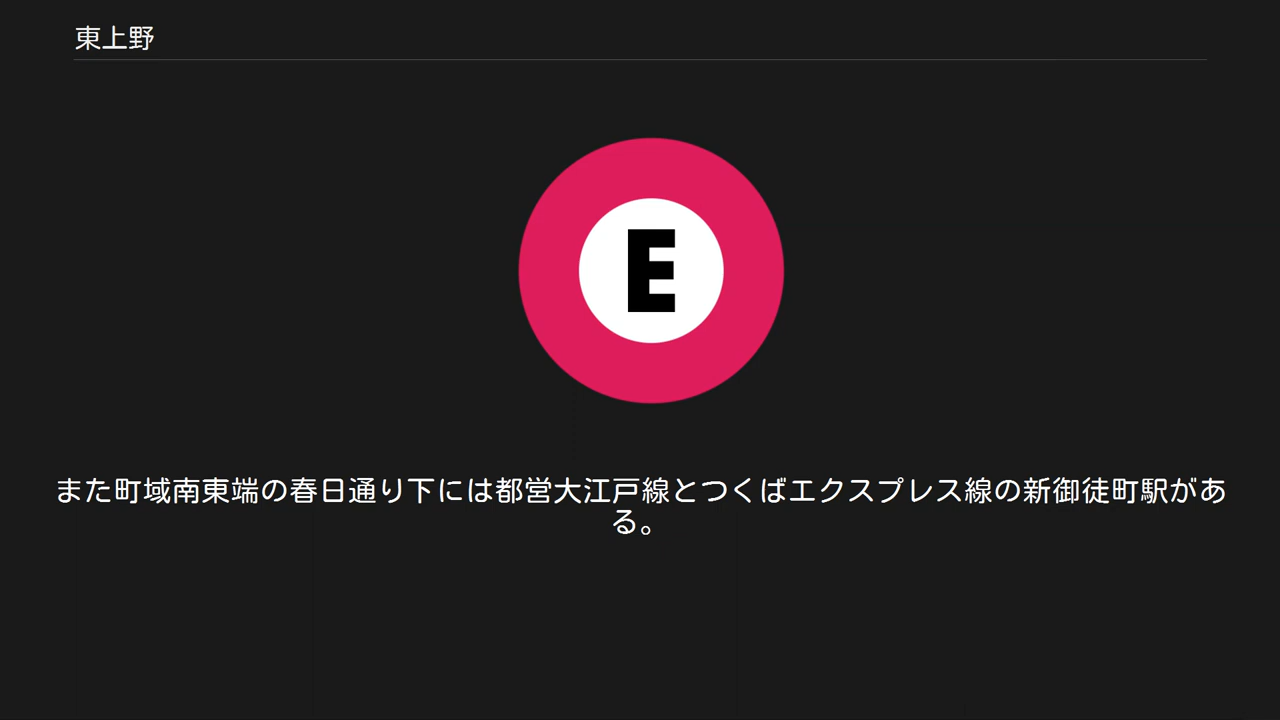 東上野
E
また町域南東端の春日通り下には都営大江戸線とつくばエクスプレス線の新御徒町駅があ
る。